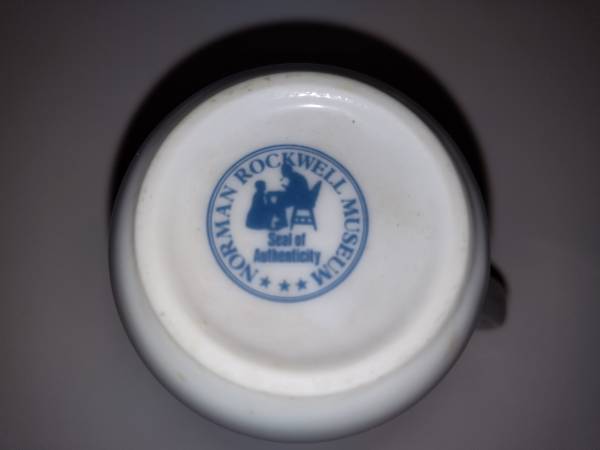 NORMAN ROCKWELL MUSEUM
Seal of
Authenticity